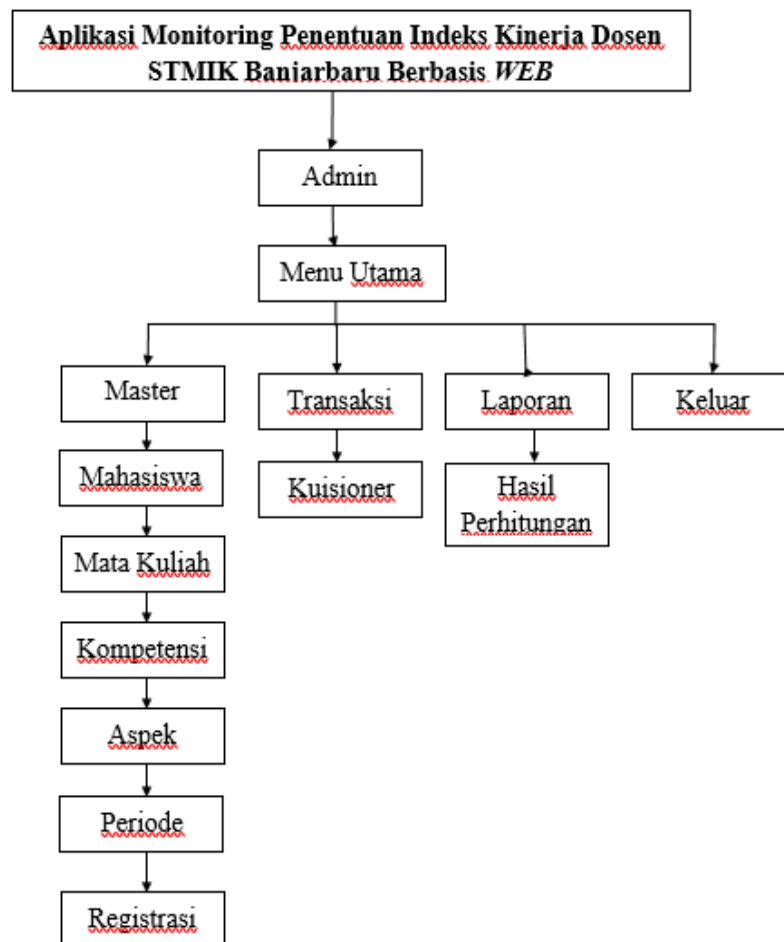 Aplikasi Monitoring Penentuan Indeks Kinerja Dosen
STMIK Banjarbaru Berbasis WEB
Admin
Menu Utama
Master
Transaksi
Laporan
Keluar
Mahasiswa
Kuisioner
Hasil
Perhitungan
Mata Kuliah
Kompetensi
Aspek
Periode
Registrasi